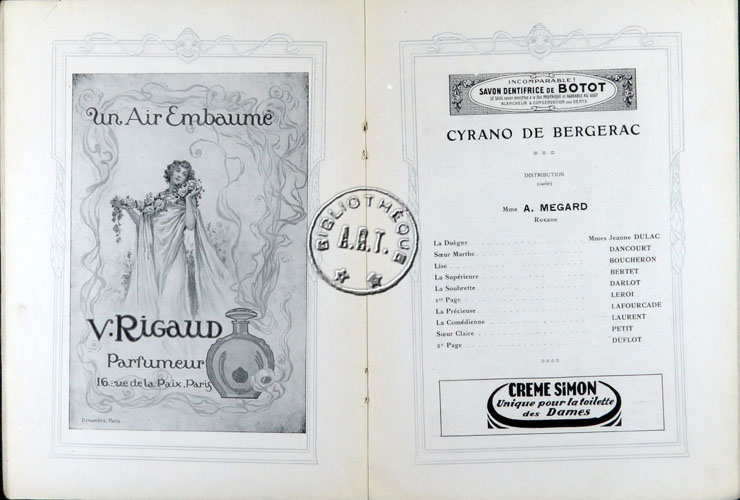 Un Air Embaumé
V. RIGAUD
Parfumeur
16, rue de la Paix, Paris
BIBLIOTHÈQUE
A.R.T.
INCOMPARABLE!
SAVON DENTIFRICE DE BOTOT
BLANCHEUR & CONSERVATION DES DENTS
CYRANO DE BERGERAC
DISTRIBUTION
(suite)
Mme A. MEGARD
Roxane
La Duègne Mmes Jeanne DULAC
Sœur Marthe DANCOURT
Lise BOUCHERON
La Supérieure BERTET
La Soubrette DARLOT
1er Page LEROI
La Précieuse LAFOURCADE
La Comédienne LAURENT
Sœur Claire PETIT
2e Page DUFLOT
CREME SIMON
Unique pour la toilette
des Dames